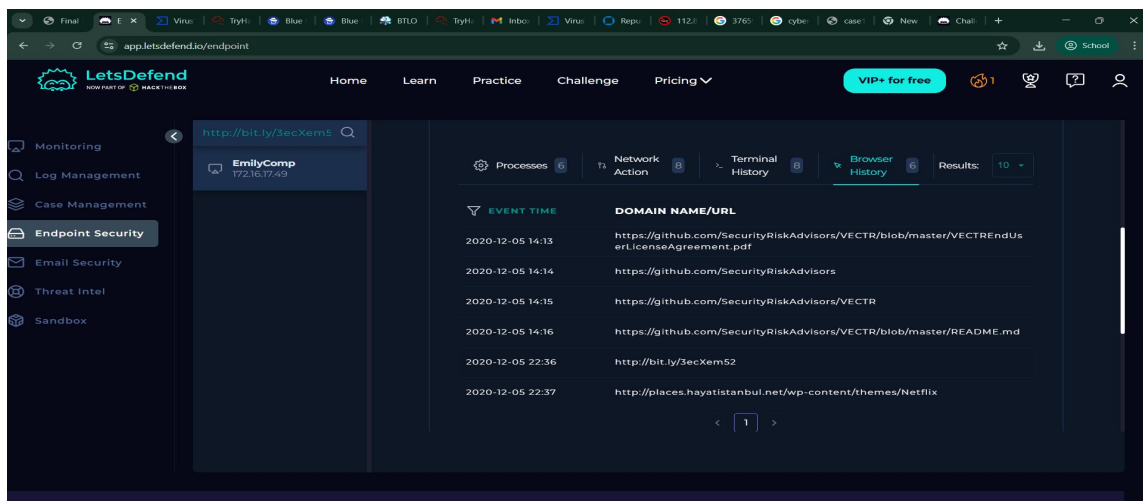 Final
E
Virus
TryHa
Blue
Blue
BTLO
TryHa
Inbo
Virus
Repu
112.8
3765
cyber
case
New
Chall
app.letsdefend.io/endpoint
School
LetsDefend
NOW PART OF HACKTHEBOX
Home Learn Practice Challenge Pricing
VIP+ for free
1
Monitoring
Log Management
Case Management
Endpoint Security
Email Security
Threat Intel
Sandbox
http://bit.ly/3ecXem5
EmilyComp
172.16.17.49
Processes 6
Network Action 8
Terminal History 8
Browser History 6
Results: 10
EVENT TIME DOMAIN NAME/URL
2020-12-05 14:13 https://github.com/SecurityRiskAdvisors/VECTR/blob/master/VECTREndUs
erLicenseAgreement.pdf
2020-12-05 14:14 https://github.com/SecurityRiskAdvisors
2020-12-05 14:15 https://github.com/SecurityRiskAdvisors/VECTR
2020-12-05 14:16 https://github.com/SecurityRiskAdvisors/VECTR/blob/master/README.md
2020-12-05 22:36 http://bit.ly/3ecXem52
2020-12-05 22:37 http://places.hayatistanbul.net/wp-content/themes/Netflix
< 1 >